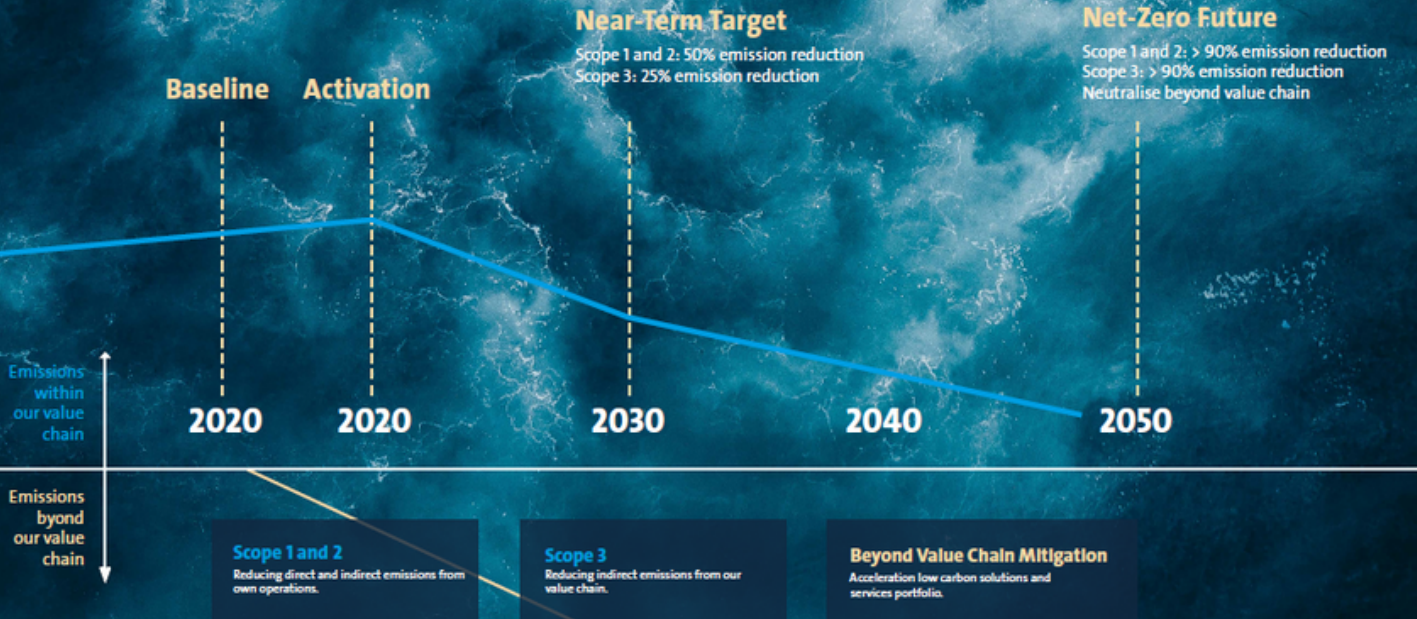 Near-Term Target
Scope 1 and 2: 50% emission reduction
Scope 3: 25% emission reduction
Net-Zero Future
Scope 1 and 2: > 90% emission reduction
Scope 3: > 90% emission reduction
Neutralise beyond value chain
Baseline
Activation
Emissions
within
our value
chain
2020
2020
2030
2040
2050
Emissions
byond
our value
chain
Scope 1 and 2
Reducing direct and indirect emissions from
own operations.
Scope 3
Reducing indirect emissions from our
value chain.
Beyond Value Chain Mitigation
Acceleration low carbon solutions and
services portfolio.